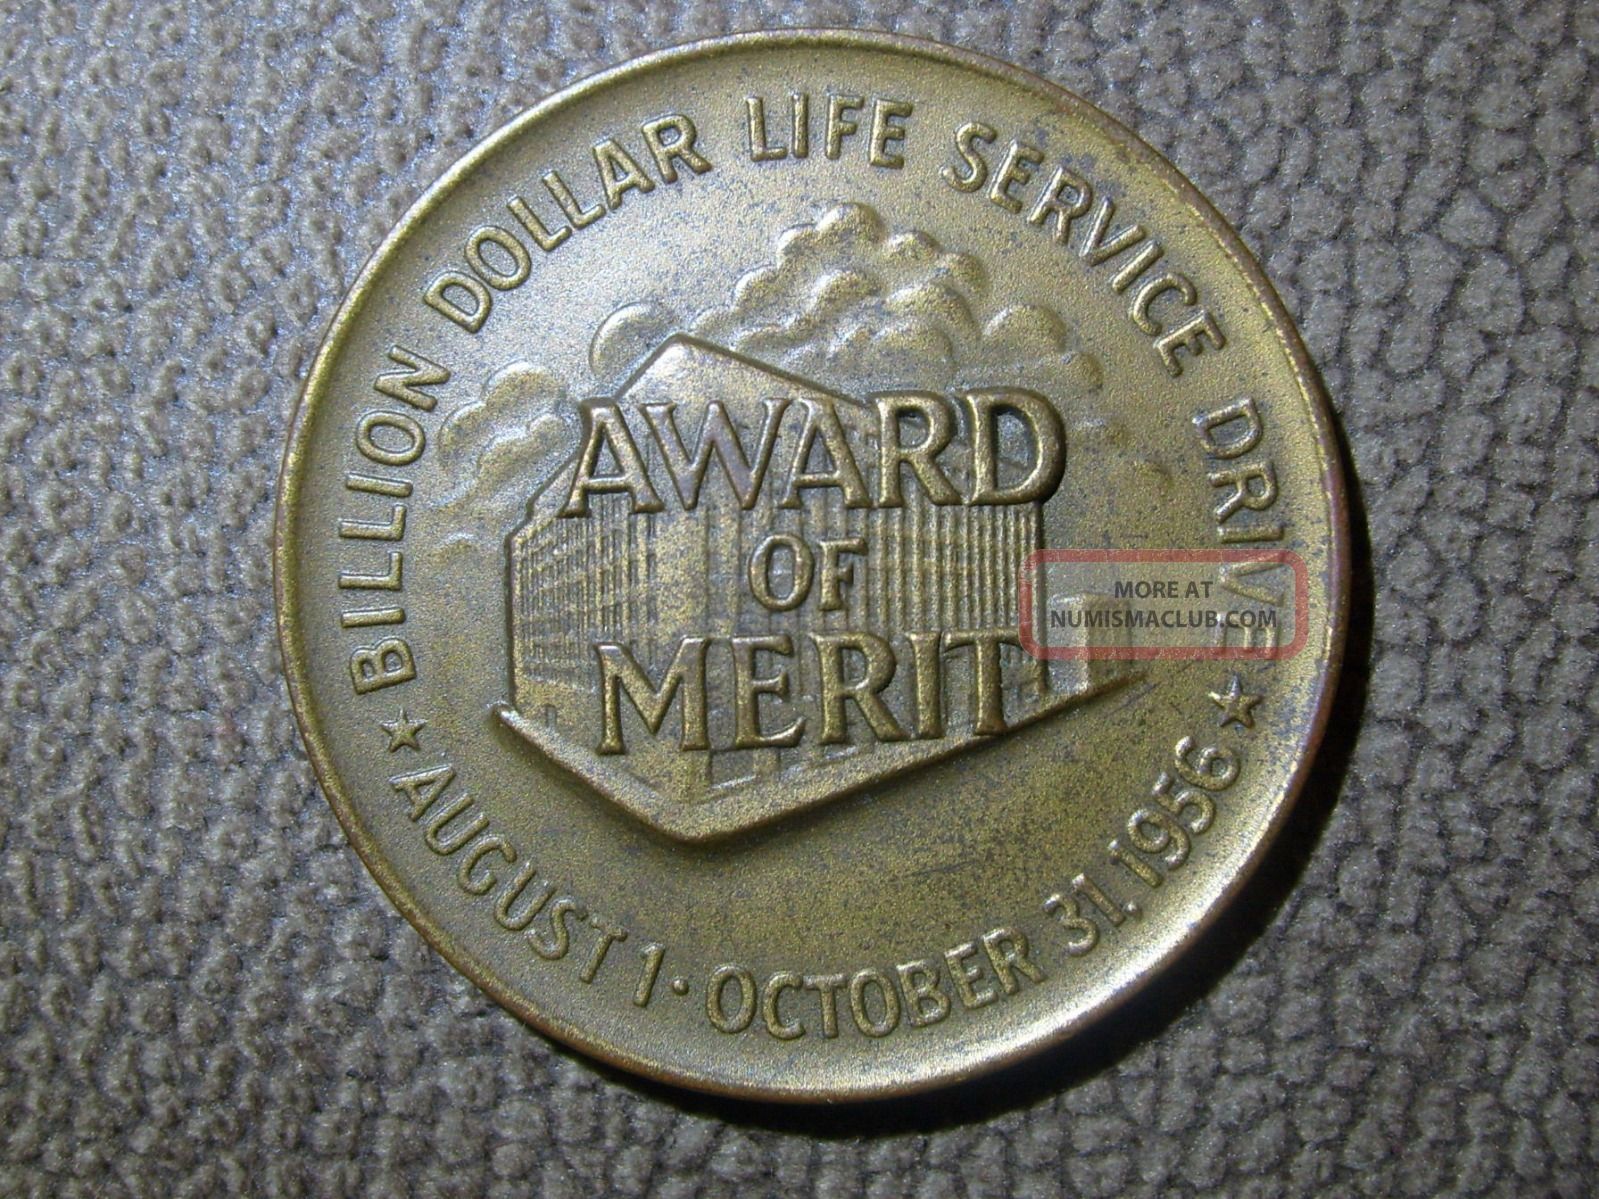 BILLION DOLLAR LIFE SERVICE DRIVE
AWARD
OF
MERIT
★ AUGUST 1 · OCTOBER 31, 1956 ★
MORE AT
NUMISMACLUB.COM